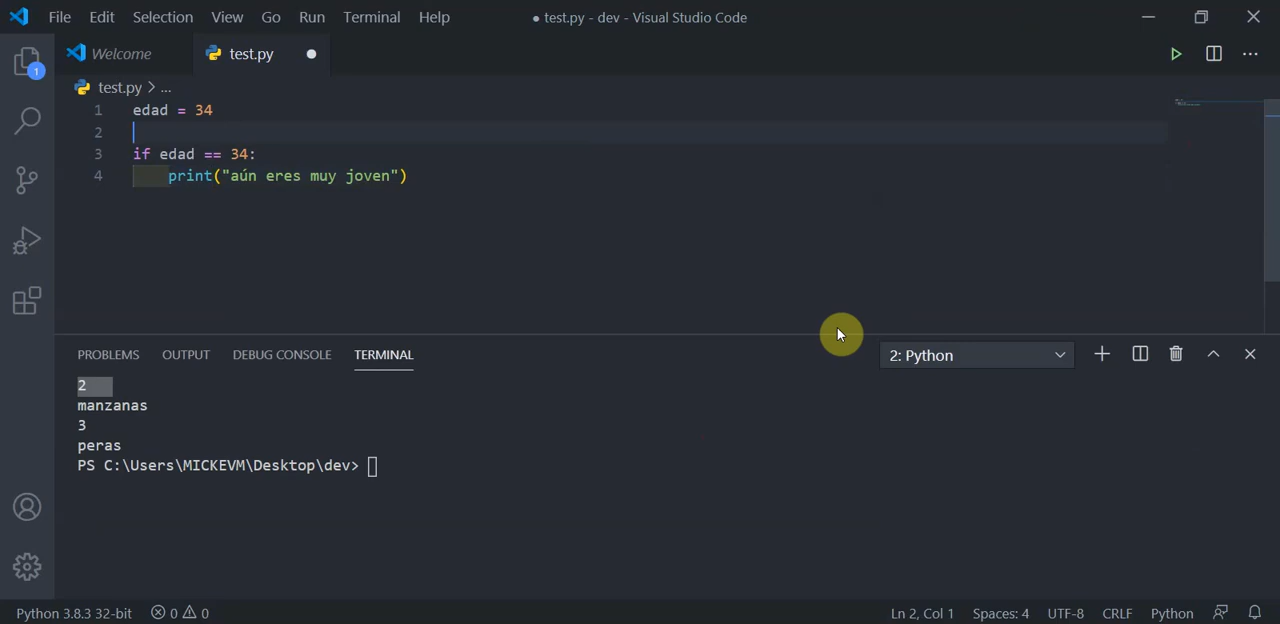 File Edit Selection View Go Run Terminal Help ● test.py - dev - Visual Studio Code
Welcome test.py ●
test.py > ...
1 edad = 34
2
3 if edad == 34:
4 print("aún eres muy joven")
1
PROBLEMS OUTPUT DEBUG CONSOLE TERMINAL 2: Python
2
manzanas
3
peras
PS C:\Users\MICKEVM\Desktop\dev>
Python 3.8.3 32-bit 0 0 Ln 2, Col 1 Spaces: 4 UTF-8 CRLF Python